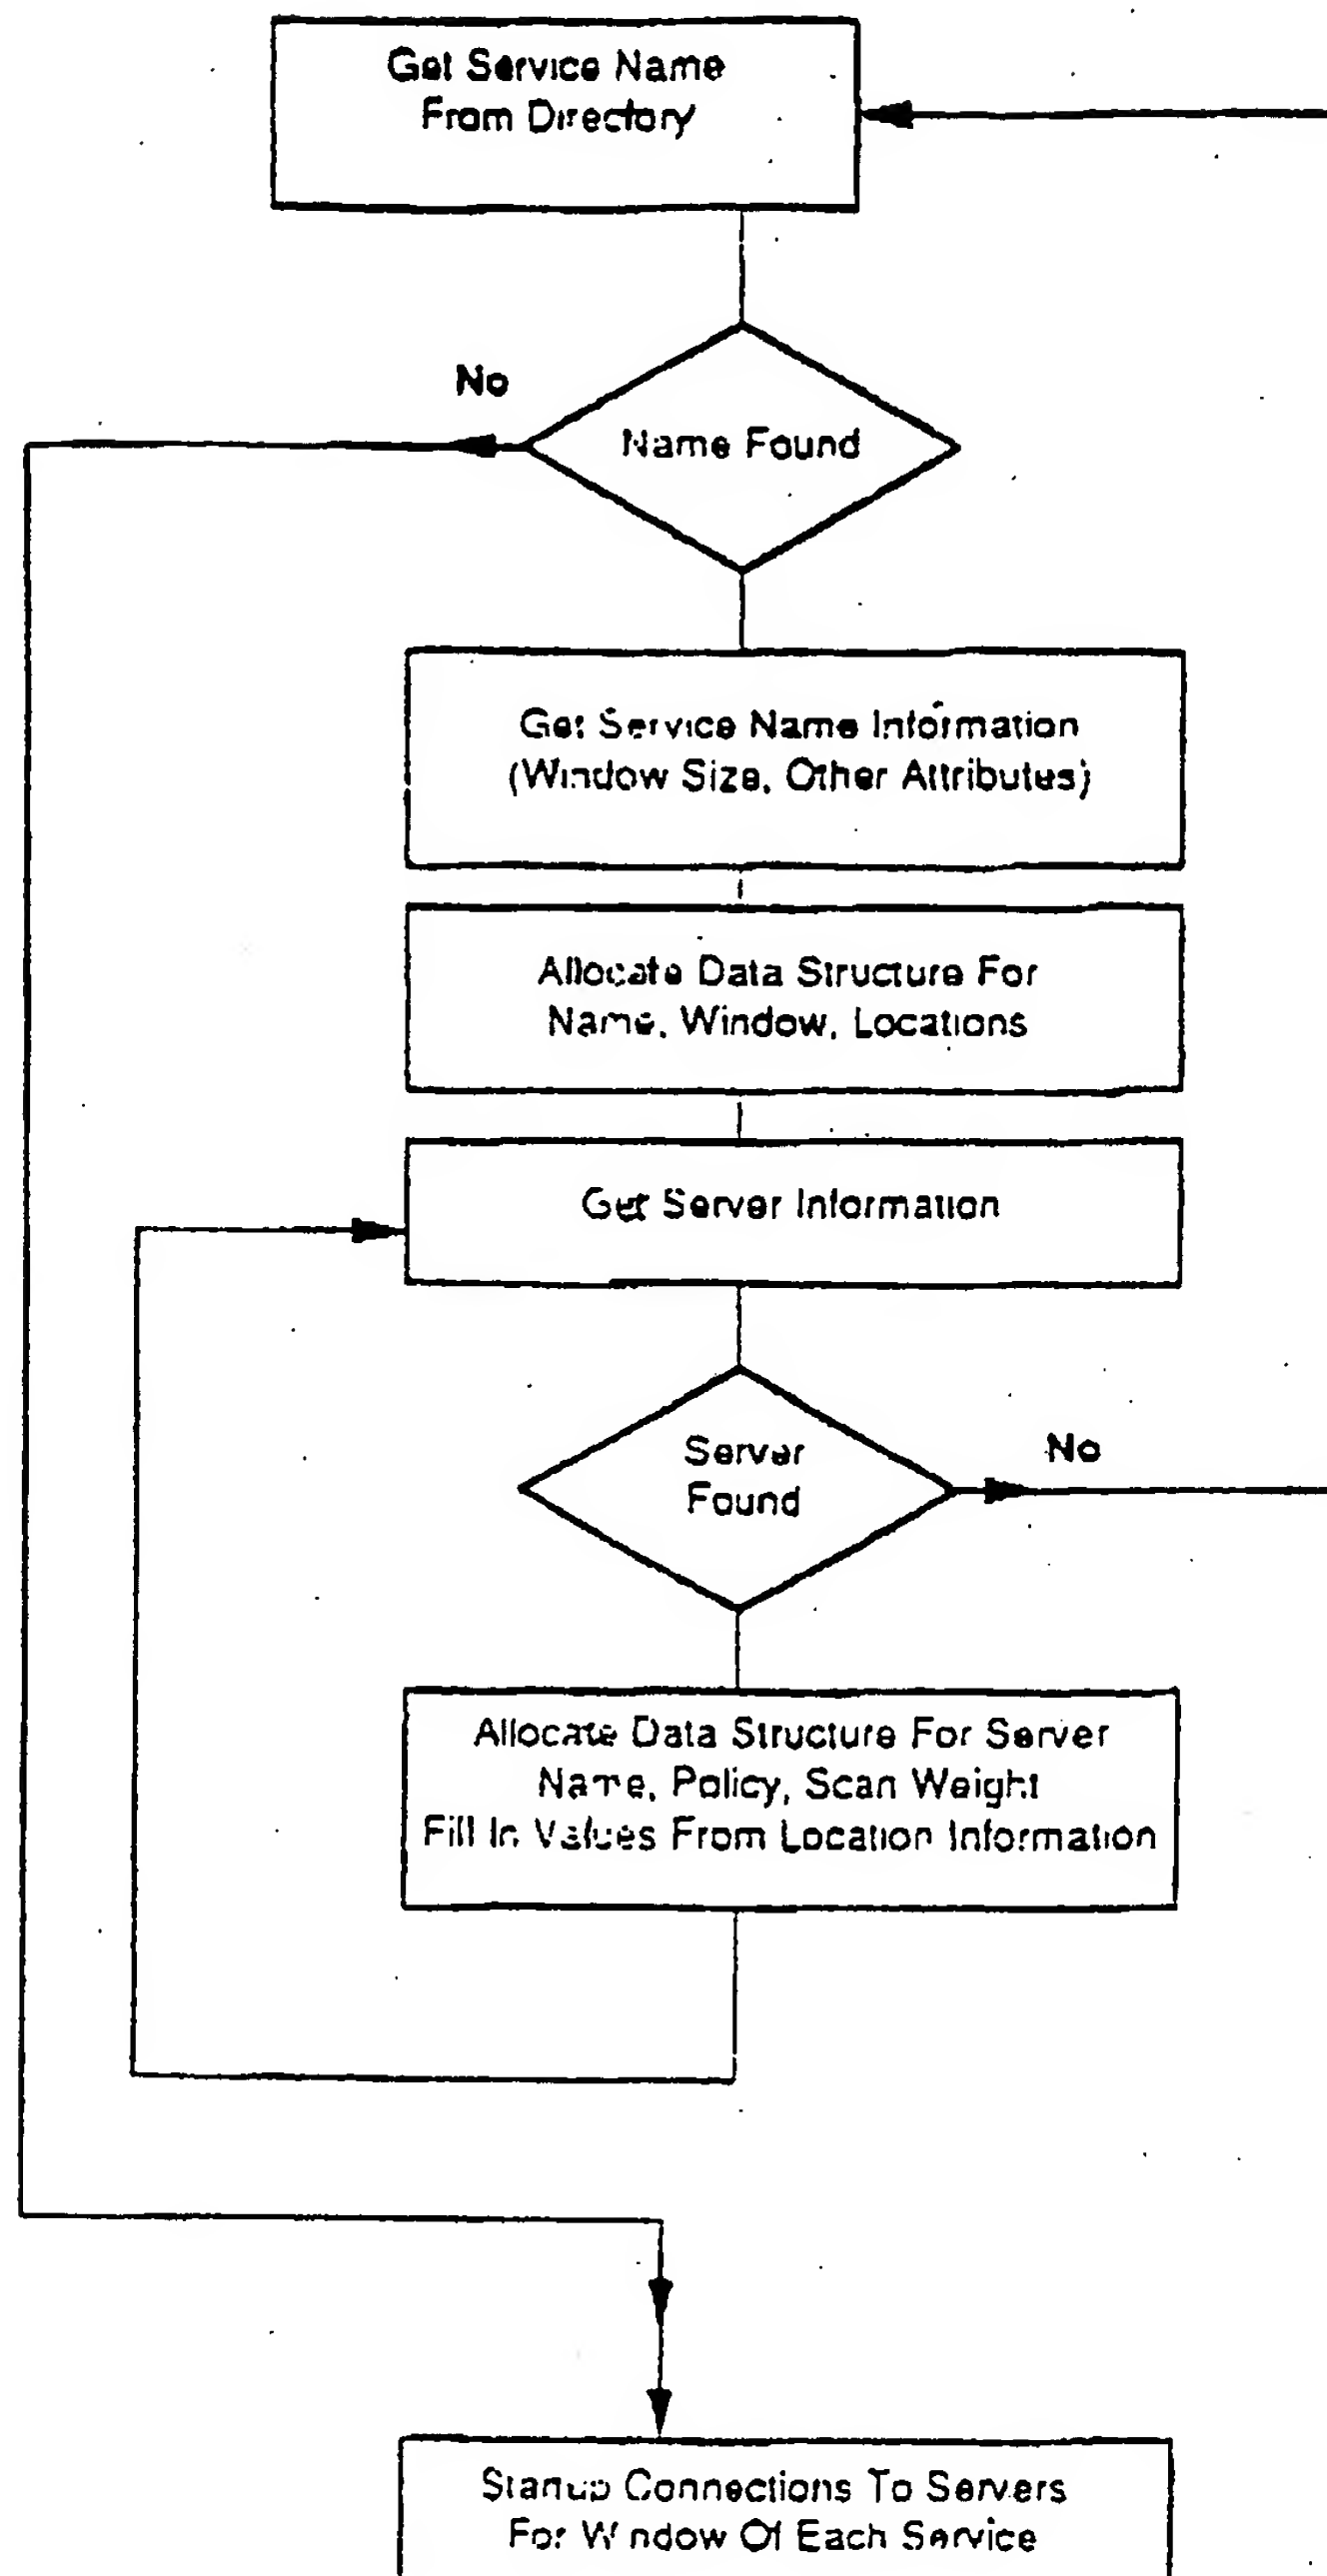 Get Service Name
From Directory
No
Name Found
Get Service Name Information
(Window Size, Other Attributes)
Allocate Data Structure For
Name, Window, Locations
Get Server Information
Server
Found
No
Allocate Data Structure For Server
Name, Policy, Scan Weight
Fill In Values From Location Information
Startup Connections To Servers
For Window Of Each Service